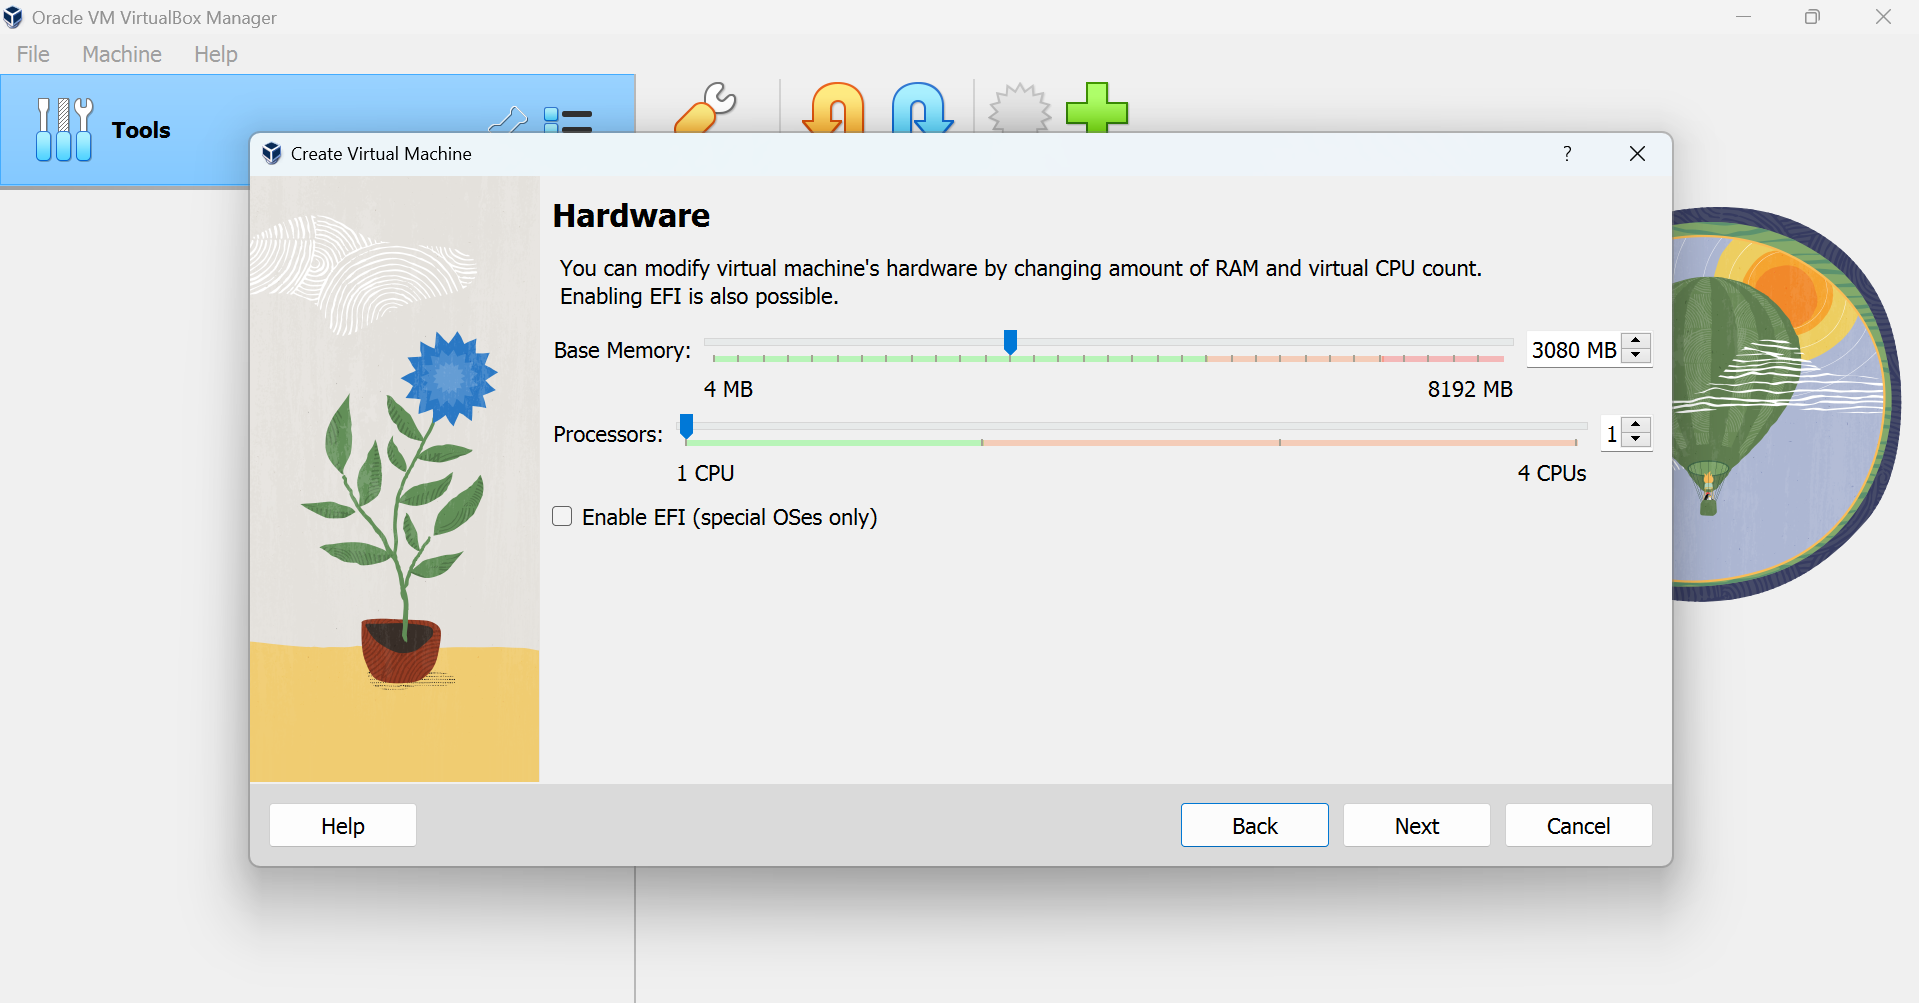 Oracle VM VirtualBox Manager
File Machine Help
Tools
Create Virtual Machine
?
Hardware
You can modify virtual machine's hardware by changing amount of RAM and virtual CPU count.
Enabling EFI is also possible.
Base Memory: 3080 MB
4 MB 8192 MB
Processors: 1
1 CPU 4 CPUs
Enable EFI (special OSes only)
Help Back Next Cancel